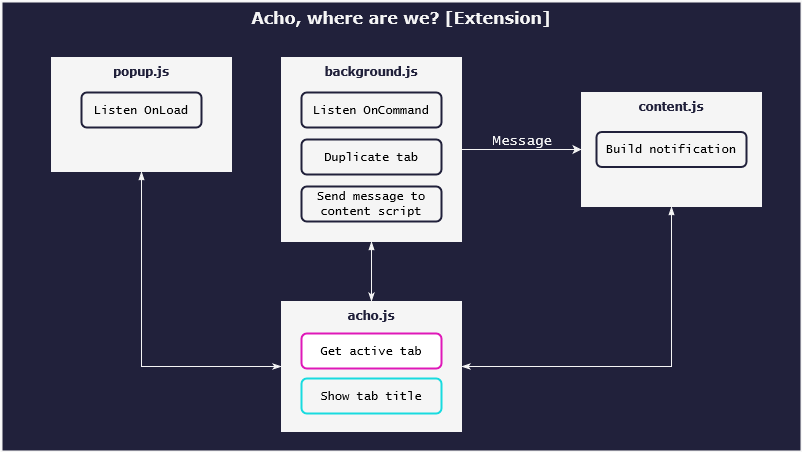 Acho, where are we? [Extension]
popup.js
Listen OnLoad
background.js
Listen OnCommand
Duplicate tab
Send message to
content script
Message
content.js
Build notification
acho.js
Get active tab
Show tab title